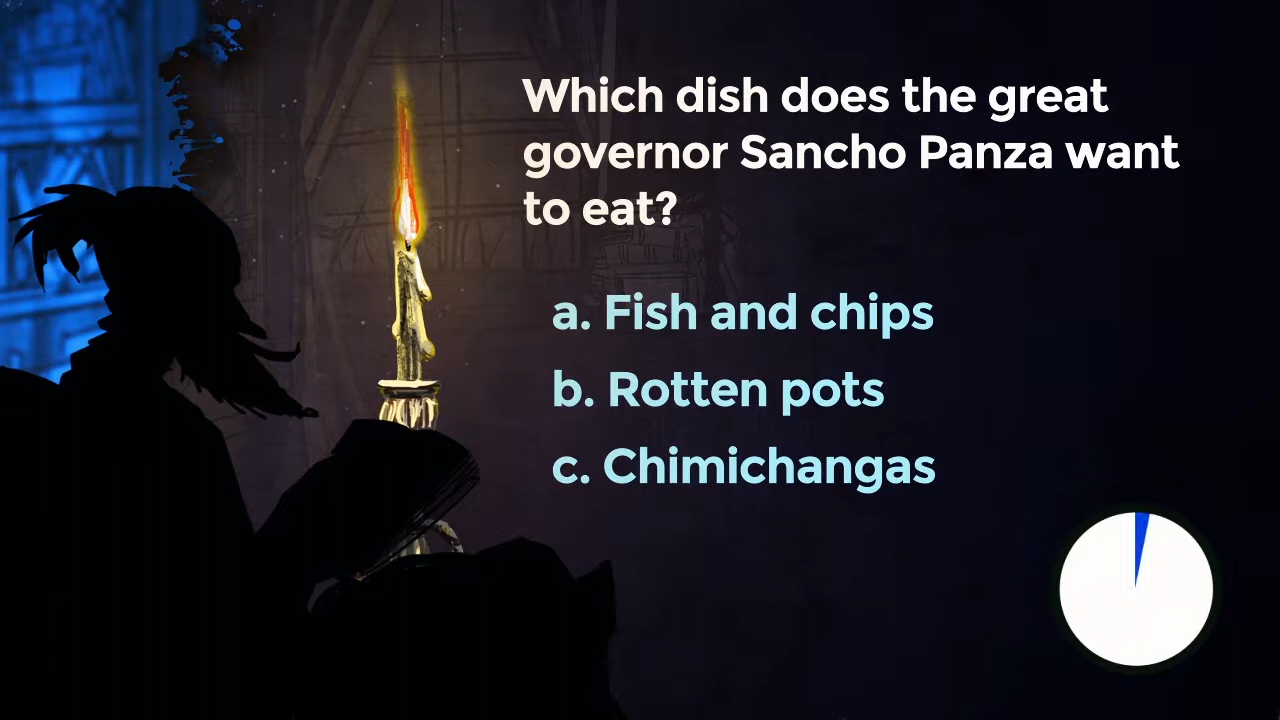 Which dish does the great
governor Sancho Panza want
to eat?
a. Fish and chips
b. Rotten pots
c. Chimichangas